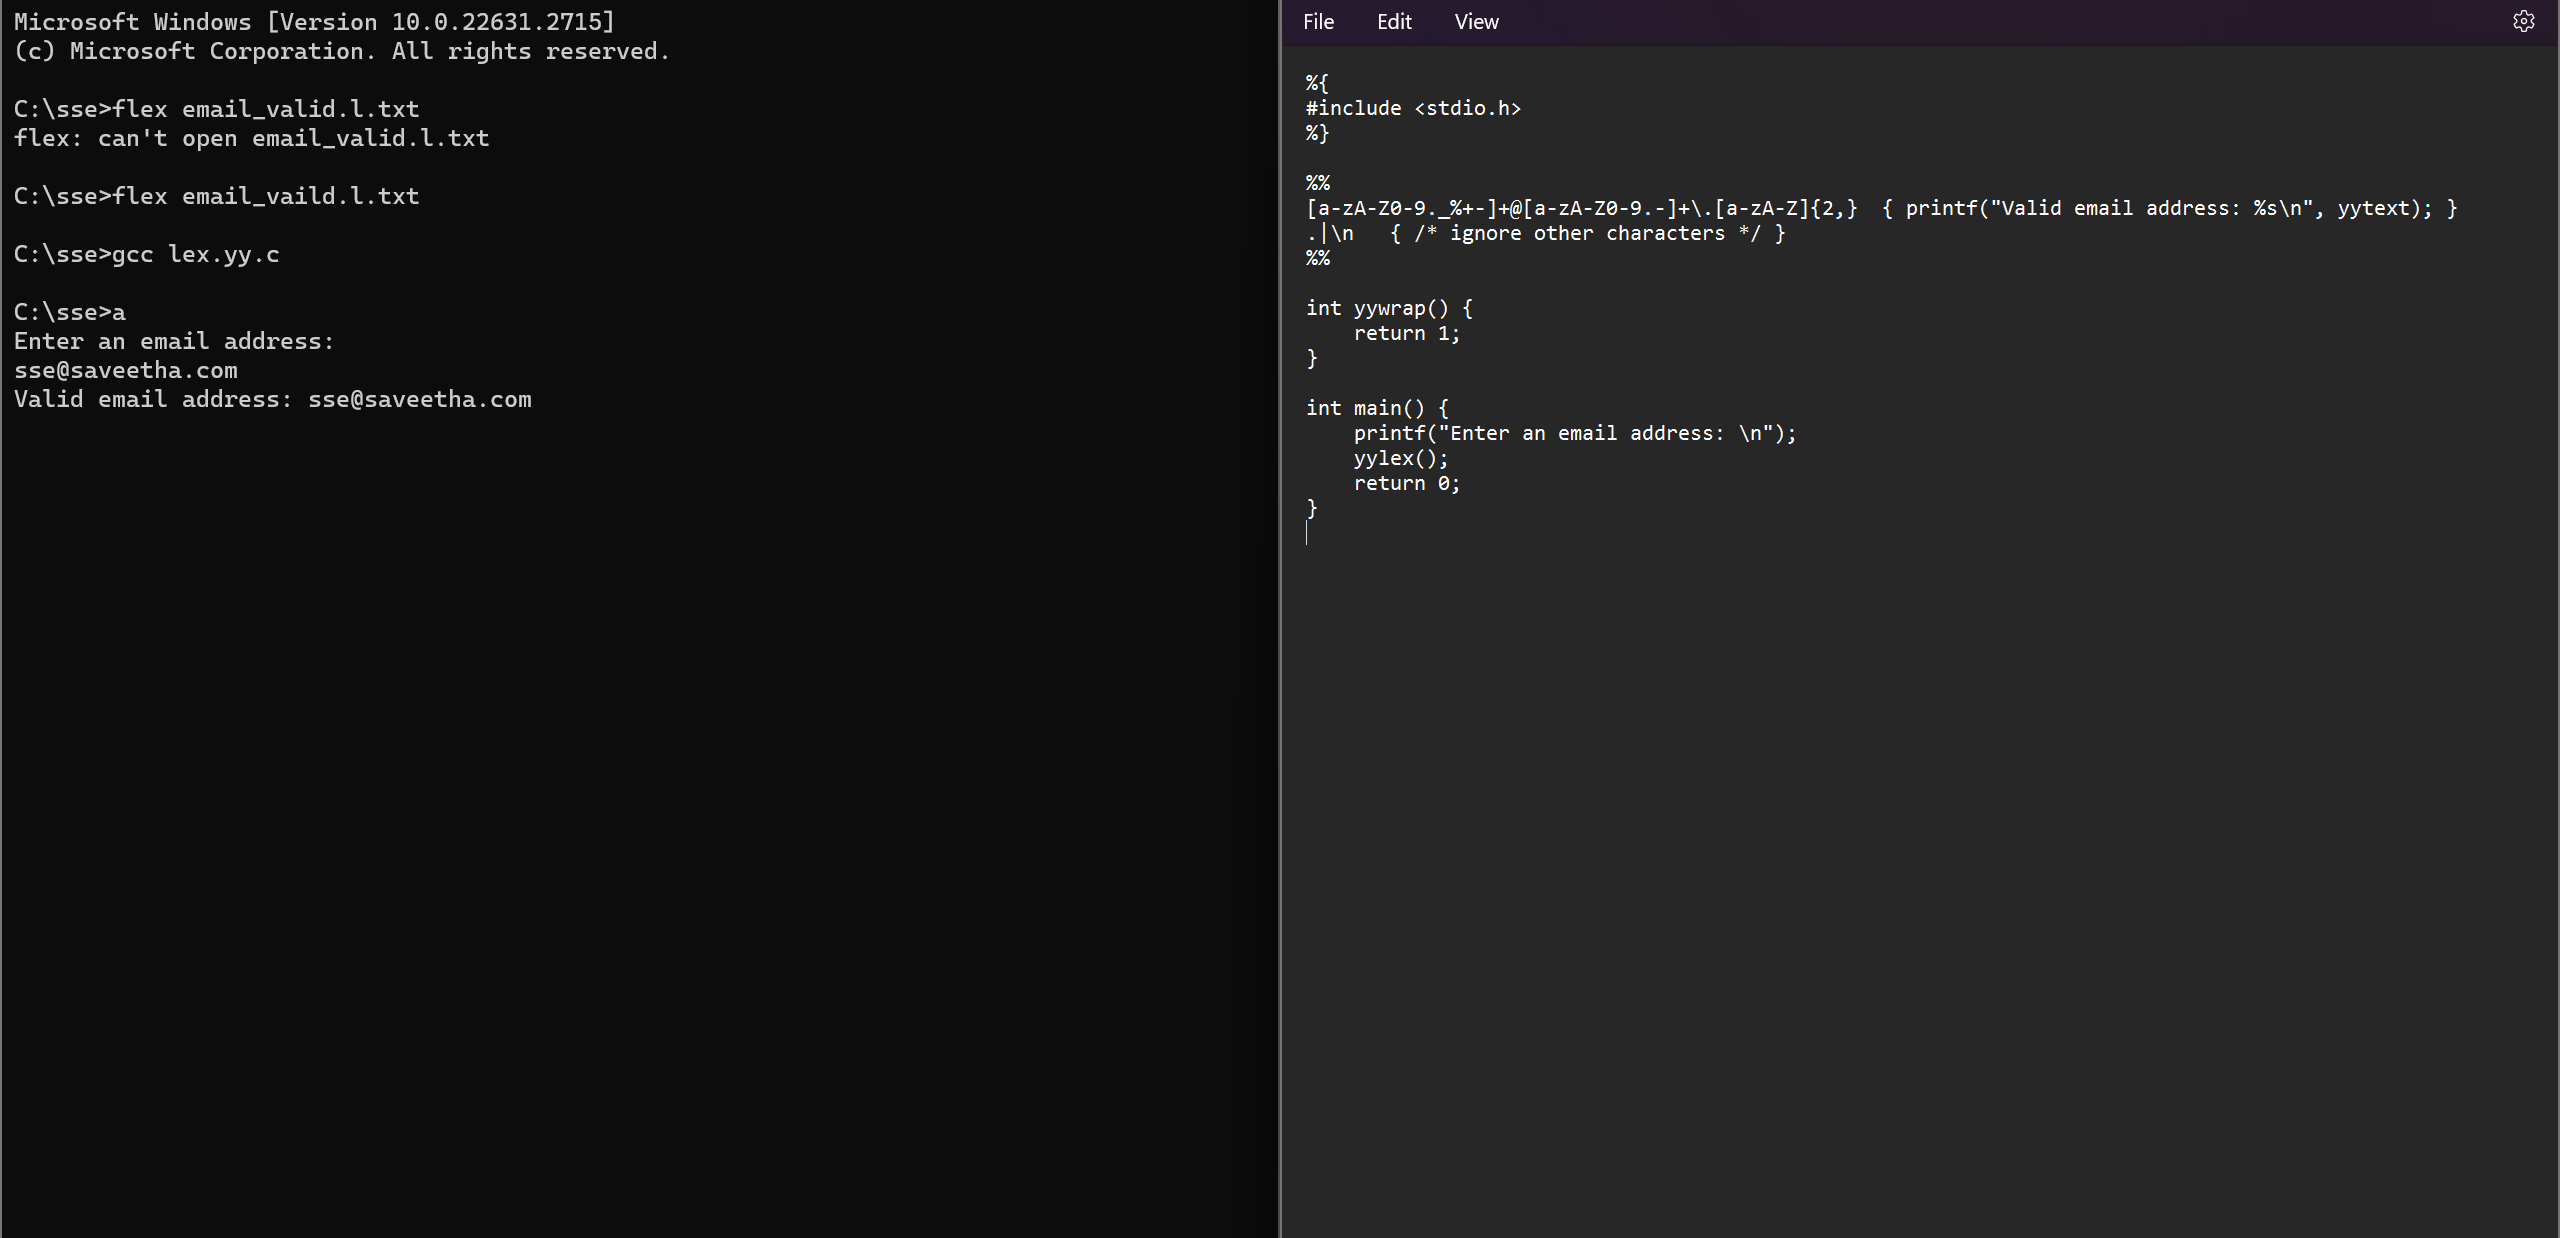 Microsoft Windows [Version 10.0.22631.2715]
(c) Microsoft Corporation. All rights reserved.
C:\sse>flex email_valid.l.txt
flex: can't open email_valid.l.txt
C:\sse>flex email_vaild.l.txt
C:\sse>gcc lex.yy.c
C:\sse>a
Enter an email address:
sse@saveetha.com
Valid email address: sse@saveetha.com
File Edit View
%{
#include <stdio.h>
%}
%%
[a-zA-Z0-9._%+-]+@[a-zA-Z0-9.-]+\.[a-zA-Z]{2,}  { printf("Valid email address: %s\n", yytext); }
.|\n   { /* ignore other characters */ }
%%
int yywrap() {
    return 1;
}
int main() {
    printf("Enter an email address: \n");
    yylex();
    return 0;
}